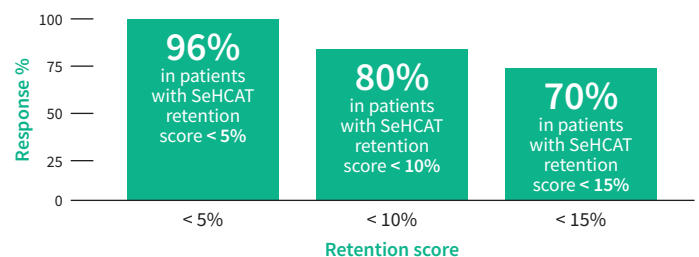 Response %
100
75
50
25
0
96%
in patients
with SeHCAT
retention
score < 5%
80%
in patients
with SeHCAT
retention
score < 10%
70%
in patients
with SeHCAT
retention
score < 15%
< 5%
< 10%
< 15%
Retention score